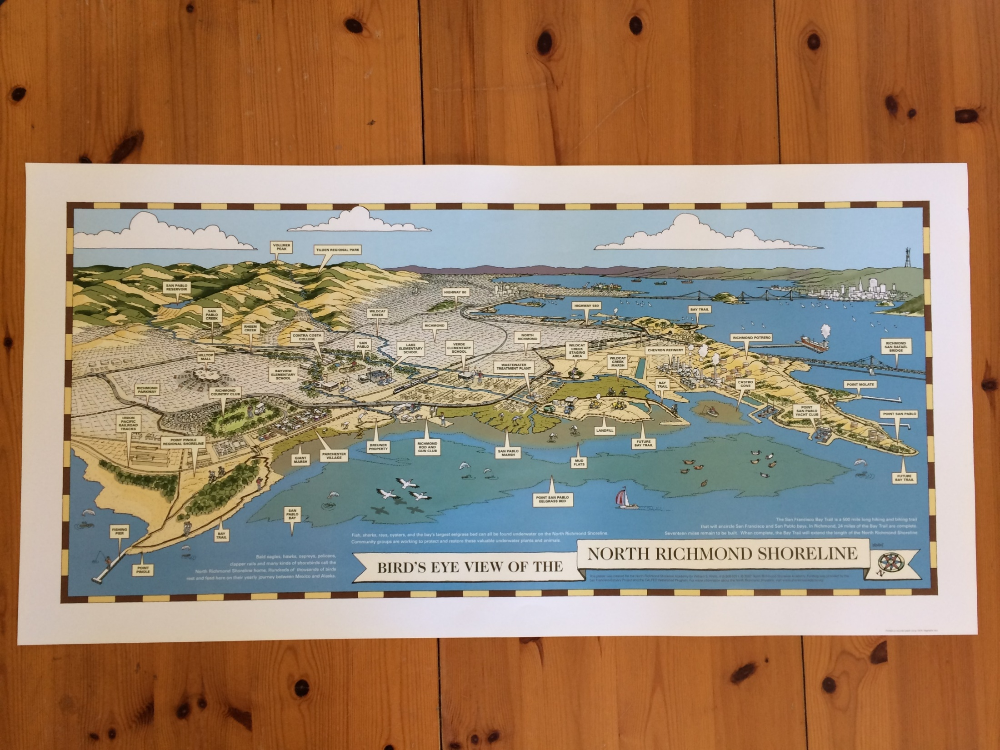 VOLLMER
PEAK
TILDEN REGIONAL PARK
SAN PABLO
RESERVOIR
HIGHWAY 80
HIGHWAY 580
BAY TRAIL
SAN
PABLO
CREEK
WILDCAT
CREEK
RHEEM
CREEK
RICHMOND
CONTRA COSTA
COLLEGE
SAN
PABLO
LAKE
ELEMENTARY
SCHOOL
VERDE
ELEMENTARY
SCHOOL
NORTH
RICHMOND
WILDCAT
CREEK
STAGING
AREA
RICHMOND POTRERO
RICHMOND
SAN RAFAEL
BRIDGE
CHEVRON REFINERY
WILDCAT
CREEK
MARSH
HILLTOP
MALL
BAYVIEW
ELEMENTARY
SCHOOL
WASTEWATER
TREATMENT PLANT
BAY
TRAIL
CASTRO
COVE
POINT MOLATE
RICHMOND
PARKWAY
RICHMOND
COUNTRY CLUB
POINT
SAN PABLO
YACHT CLUB
POINT SAN PABLO
UNION
PACIFIC
RAILROAD
TRACKS
POINT PINOLE
REGIONAL SHORELINE
LANDFILL
FUTURE
BAY TRAIL
GIANT
MARSH
PARCHESTER
VILLAGE
BREUNER
PROPERTY
RICHMOND
ROD AND
GUN CLUB
SAN PABLO
MARSH
MUD
FLATS
FUTURE
BAY TRAIL
POINT SAN PABLO
EELGRASS BED
SAN
PABLO
BAY
FISHING
PIER
BAY
TRAIL
POINT
PINOLE
The San Francisco Bay Trail is a 500 mile long hiking and biking trail
that will encircle San Francisco and San Pablo bays. In Richmond, 24 miles of the Bay Trail are complete.
Seventeen miles remain to be built. When complete, the Bay Trail will extend the length of the North Richmond Shoreline
Fish, sharks, rays, oysters, and the bay's largest eelgrass bed can all be found underwater on the North Richmond Shoreline.
Community groups are working to protect and restore these valuable underwater plants and animals.
Bald eagles, hawks, ospreys, pelicans,
clapper rails and many kinds of shorebirds call the
North Richmond Shoreline home. Hundreds of thousands of birds
rest and feed here on their yearly journey between Mexico and Alaska.
BIRD'S EYE VIEW OF THE
NORTH RICHMOND SHORELINE
N